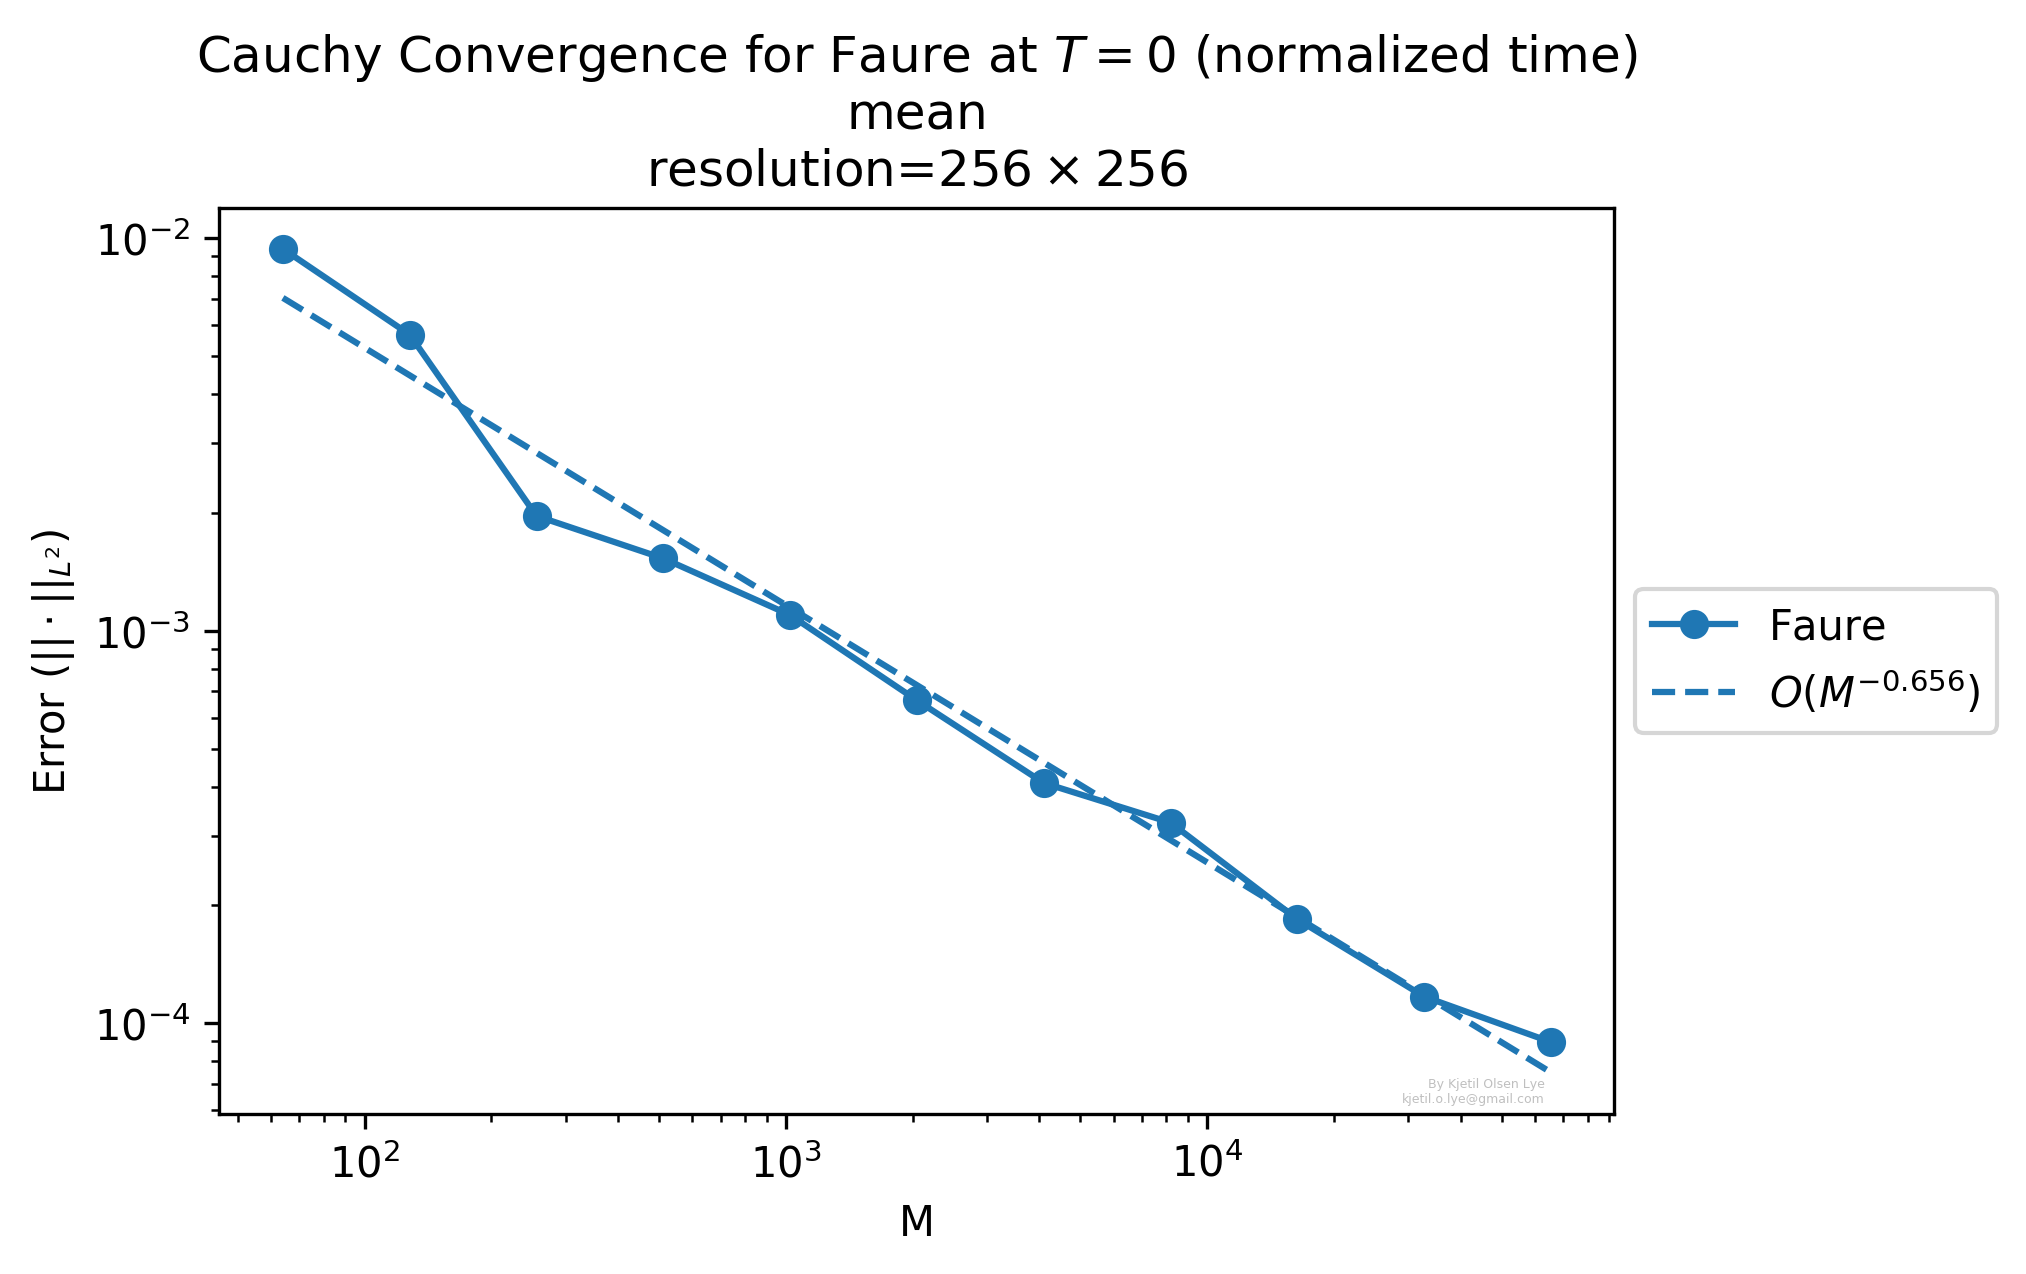 Cauchy Convergence for Faure at T = 0 (normalized time)
mean
resolution=256 × 256
10⁻²
10⁻³
10⁻⁴
Error (|| · ||_L²)
10² 10³ 10⁴
M
Faure
O(M⁻⁰·⁶⁵⁶)
By Kjetil Olsen Lye
kjetil.o.lye@gmail.com